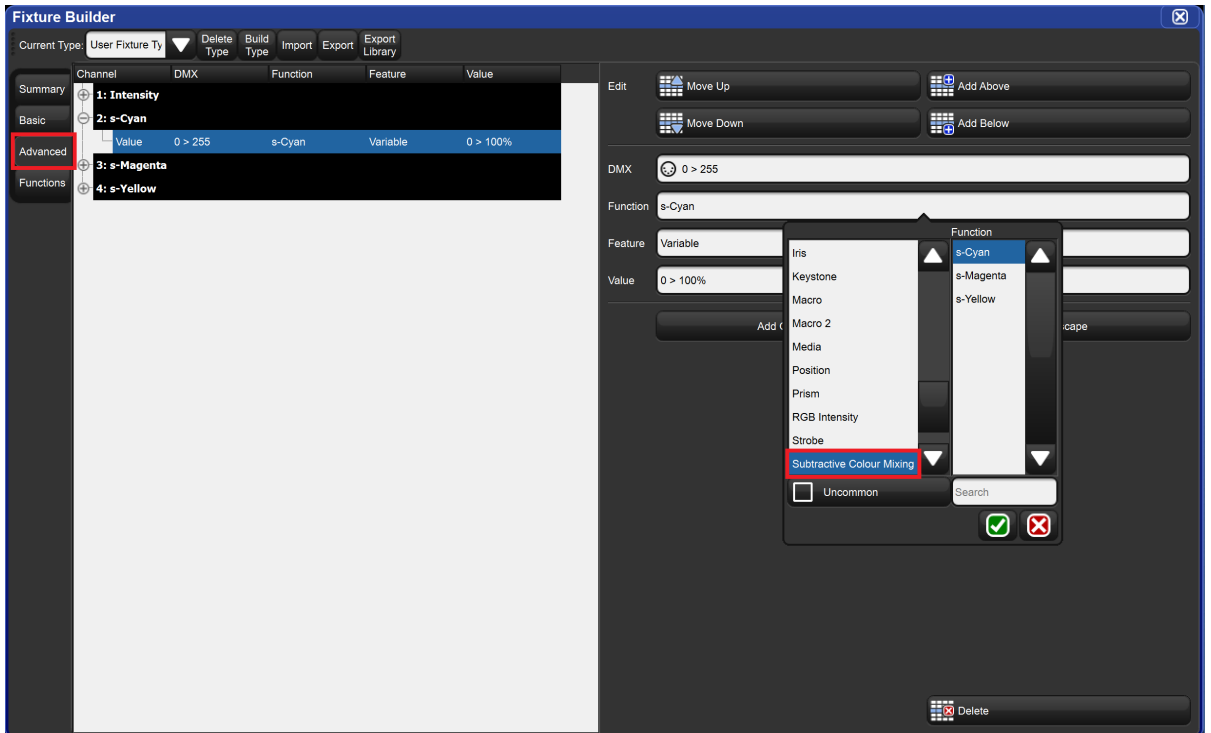 Fixture Builder
Current Type: User Fixture Ty Delete Type Build Type Import Export Export Library
Summary
Basic
Advanced
Functions
Channel DMX Function Feature Value
1: Intensity
2: s-Cyan
Value 0 > 255 s-Cyan Variable 0 > 100%
3: s-Magenta
4: s-Yellow
Edit Move Up Add Above
Move Down Add Below
DMX 0 > 255
Function s-Cyan
Feature Variable
Value 0 > 100%
Add
cape
Function
Iris
Keystone
Macro
Macro 2
Media
Position
Prism
RGB Intensity
Strobe
Subtractive Colour Mixing
s-Cyan
s-Magenta
s-Yellow
Uncommon Search
Delete